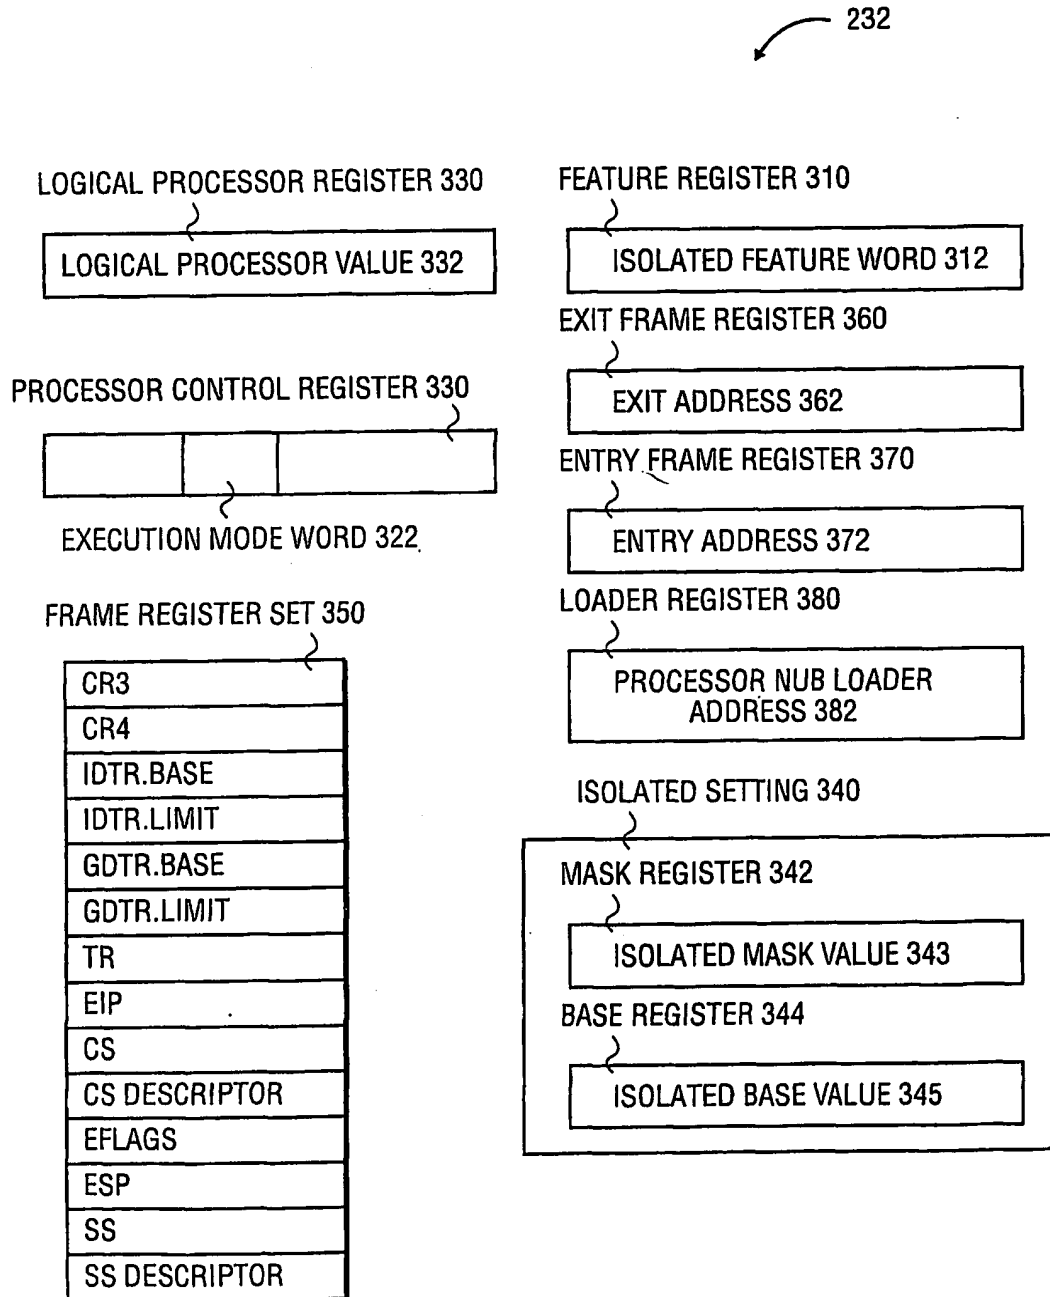 232
LOGICAL PROCESSOR REGISTER 330
LOGICAL PROCESSOR VALUE 332
PROCESSOR CONTROL REGISTER 330
EXECUTION MODE WORD 322
FRAME REGISTER SET 350
CR3
CR4
IDTR.BASE
IDTR.LIMIT
GDTR.BASE
GDTR.LIMIT
TR
EIP
CS
CS DESCRIPTOR
EFLAGS
ESP
SS
SS DESCRIPTOR
FEATURE REGISTER 310
ISOLATED FEATURE WORD 312
EXIT FRAME REGISTER 360
EXIT ADDRESS 362
ENTRY FRAME REGISTER 370
ENTRY ADDRESS 372
LOADER REGISTER 380
PROCESSOR NUB LOADER
ADDRESS 382
ISOLATED SETTING 340
MASK REGISTER 342
ISOLATED MASK VALUE 343
BASE REGISTER 344
ISOLATED BASE VALUE 345